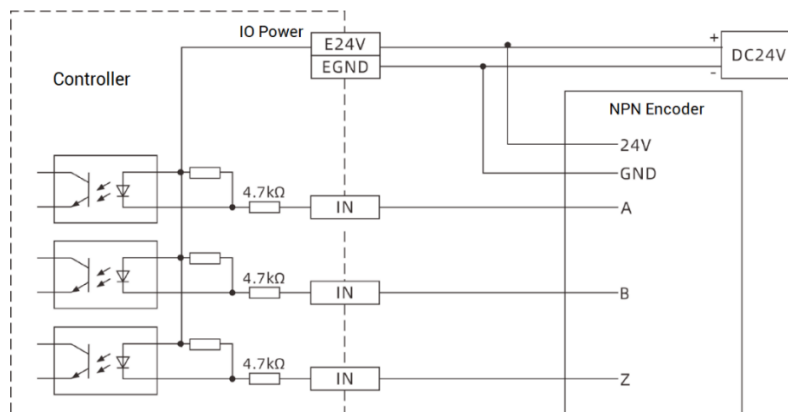 IO Power
E24V
+
DC24V
EGND
-
Controller
NPN Encoder
24V
GND
4.7kΩ
IN
A
4.7kΩ
IN
B
4.7kΩ
IN
Z